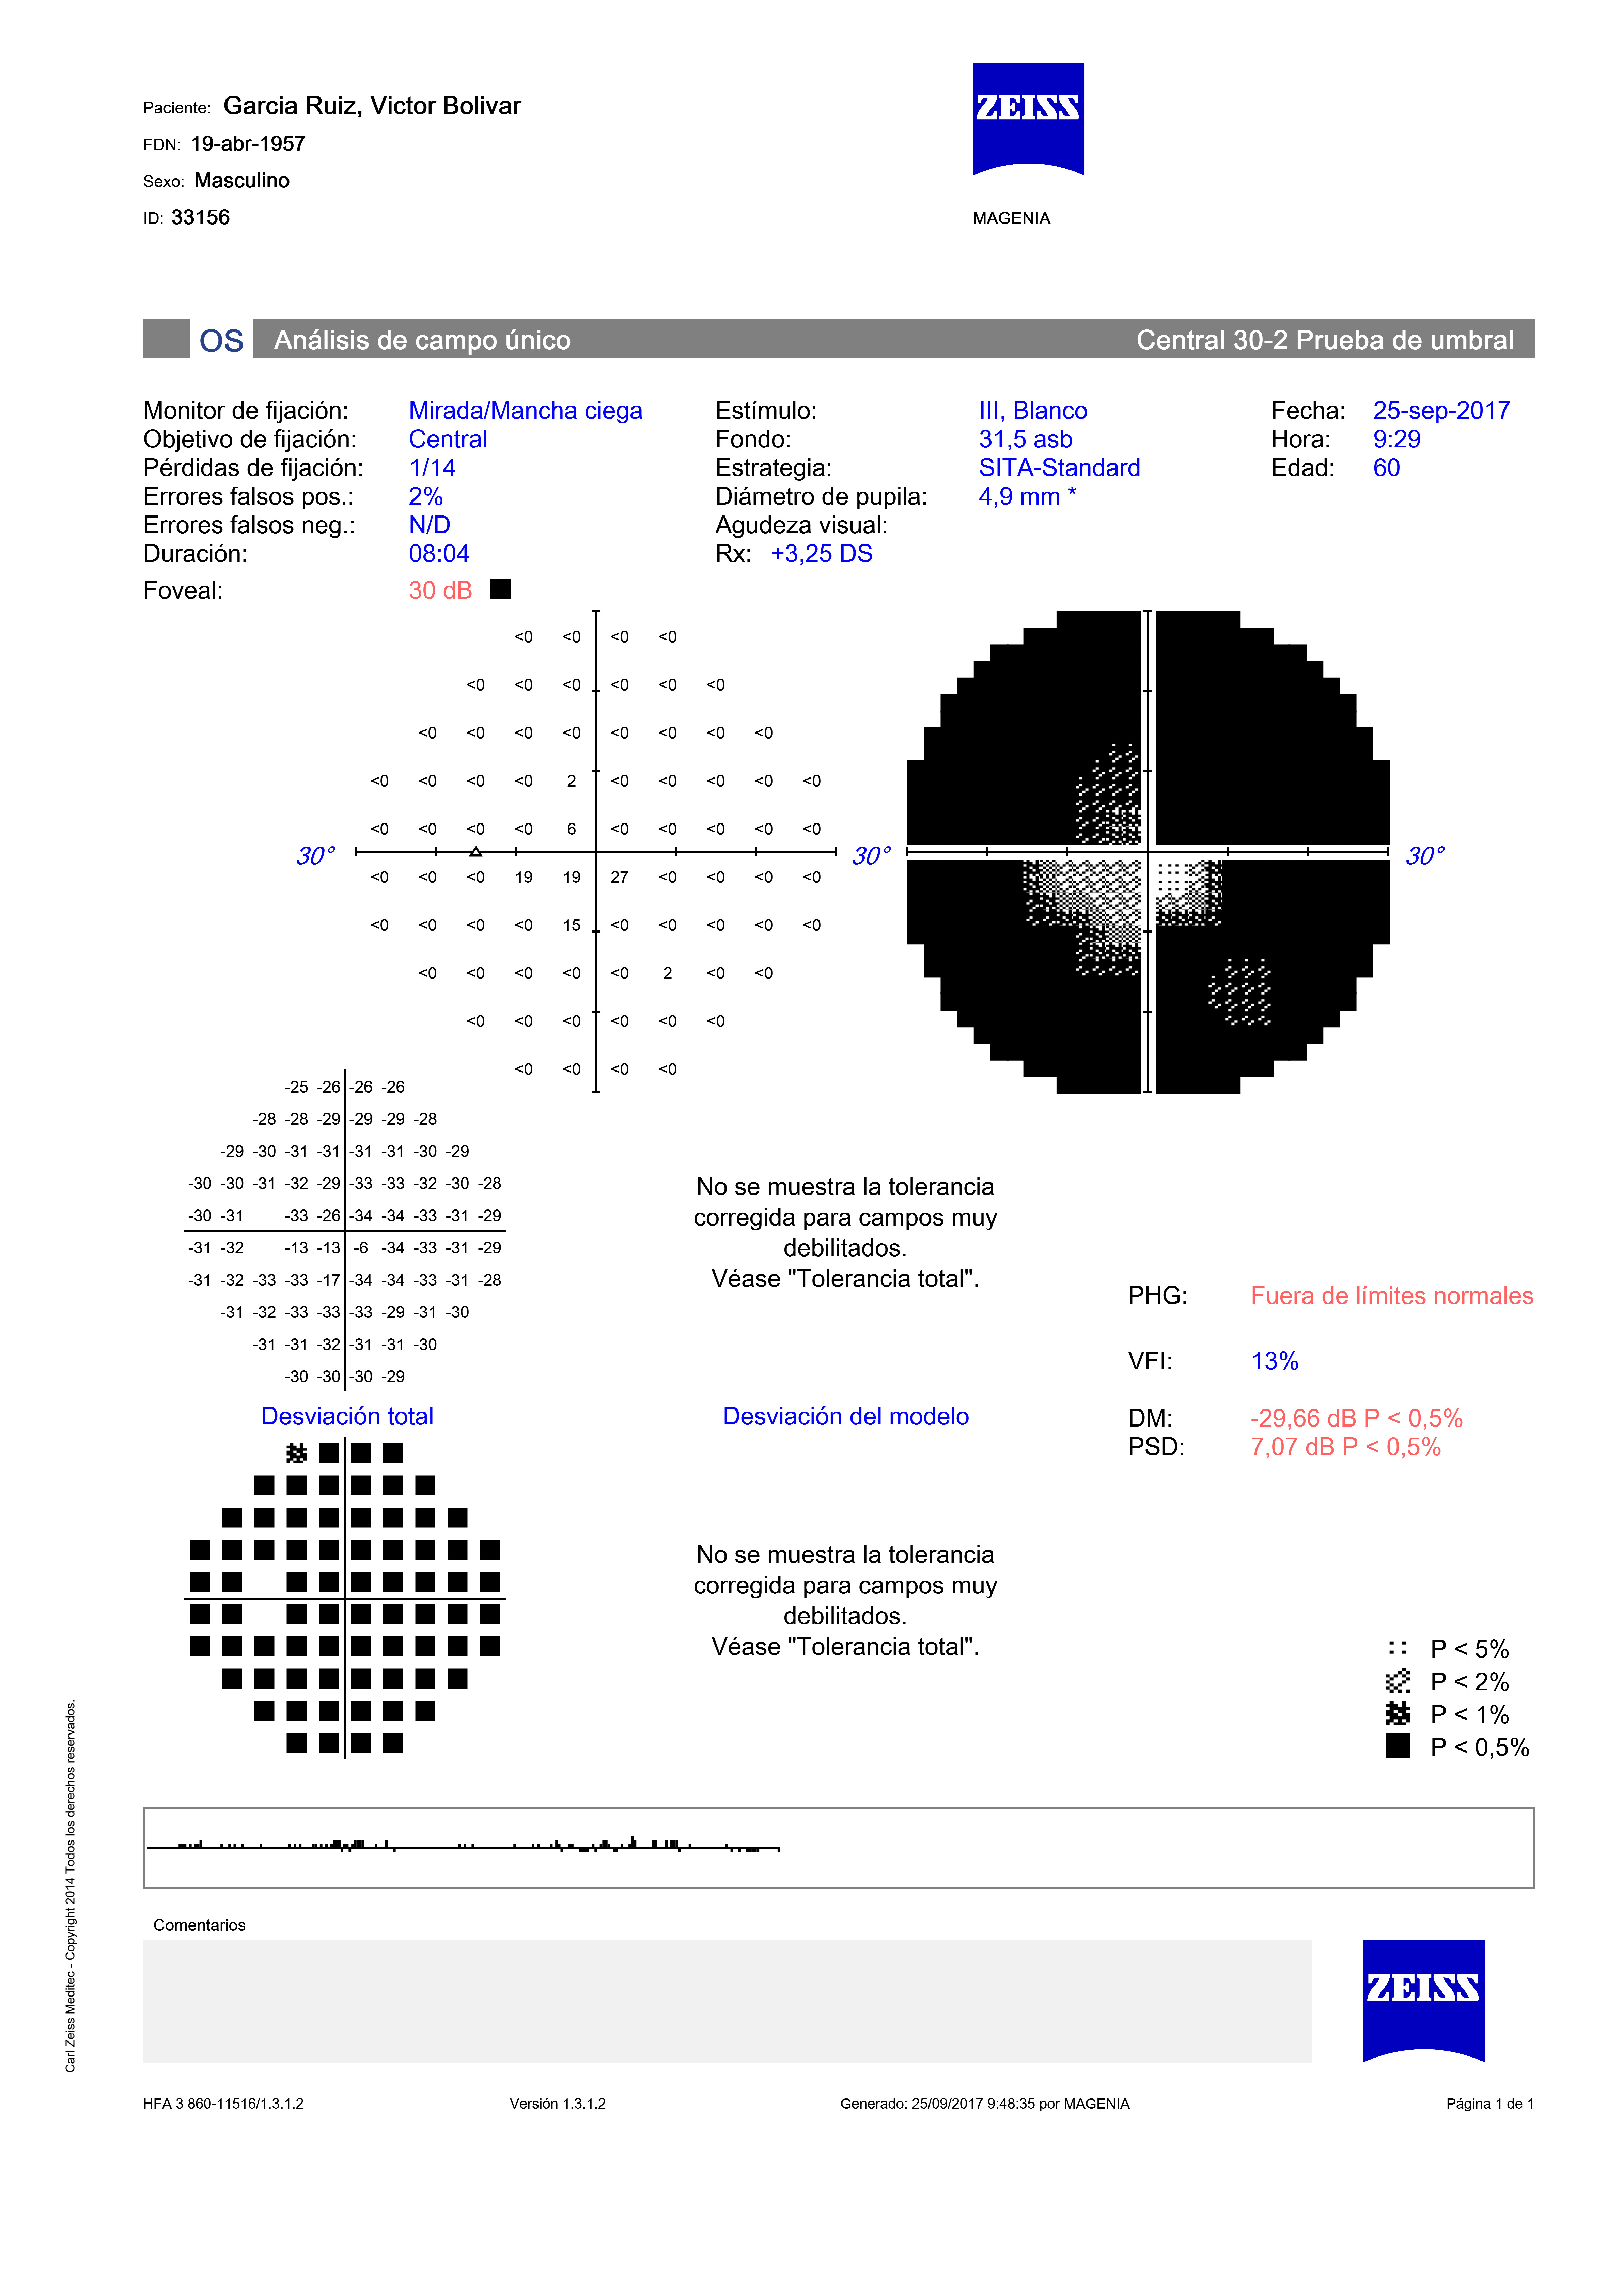 Paciente: Garcia Ruiz, Victor Bolivar
FDN: 19-abr-1957
Sexo: Masculino
ID: 33156
ZEISS
MAGENIA
OS Análisis de campo único Central 30-2 Prueba de umbral
Monitor de fijación: Mirada/Mancha ciega Estímulo: III, Blanco Fecha: 25-sep-2017
Objetivo de fijación: Central Fondo: 31,5 asb Hora: 9:29
Pérdidas de fijación: 1/14 Estrategia: SITA-Standard Edad: 60
Errores falsos pos.: 2% Diámetro de pupila: 4,9 mm *
Errores falsos neg.: N/D Agudeza visual:
Duración: 08:04 Rx: +3,25 DS
Foveal: 30 dB
<0 <0 <0 <0
<0 <0 <0 <0 <0 <0
<0 <0 <0 <0 <0 <0 <0 <0
<0 <0 <0 <0 2 <0 <0 <0 <0 <0
<0 <0 <0 <0 6 <0 <0 <0 <0 <0
30° 30° 30°
<0 <0 <0 19 19 27 <0 <0 <0 <0
<0 <0 <0 <0 15 <0 <0 <0 <0 <0
<0 <0 <0 <0 <0 2 <0 <0
<0 <0 <0 <0 <0 <0
<0 <0 <0 <0
-25 -26 -26 -26
-28 -28 -29 -29 -29 -28
-29 -30 -31 -31 -31 -31 -30 -29
-30 -30 -31 -32 -29 -33 -33 -32 -30 -28
-30 -31 -33 -26 -34 -34 -33 -31 -29
-31 -32 -13 -13 -6 -34 -33 -31 -29
-31 -32 -33 -33 -17 -34 -34 -33 -31 -28
-31 -32 -33 -33 -33 -29 -31 -30
-31 -31 -32 -31 -31 -30
-30 -30 -30 -29
Desviación total
No se muestra la tolerancia
corregida para campos muy
debilitados.
Véase "Tolerancia total".
Desviación del modelo
No se muestra la tolerancia
corregida para campos muy
debilitados.
Véase "Tolerancia total".
PHG: Fuera de límites normales
VFI: 13%
DM: -29,66 dB P < 0,5%
PSD: 7,07 dB P < 0,5%
P < 5%
P < 2%
P < 1%
P < 0,5%
Comentarios
ZEISS
Carl Zeiss Meditec - Copyright 2014 Todos los derechos reservados.
HFA 3 860-11516/1.3.1.2 Versión 1.3.1.2 Generado: 25/09/2017 9:48:35 por MAGENIA Página 1 de 1